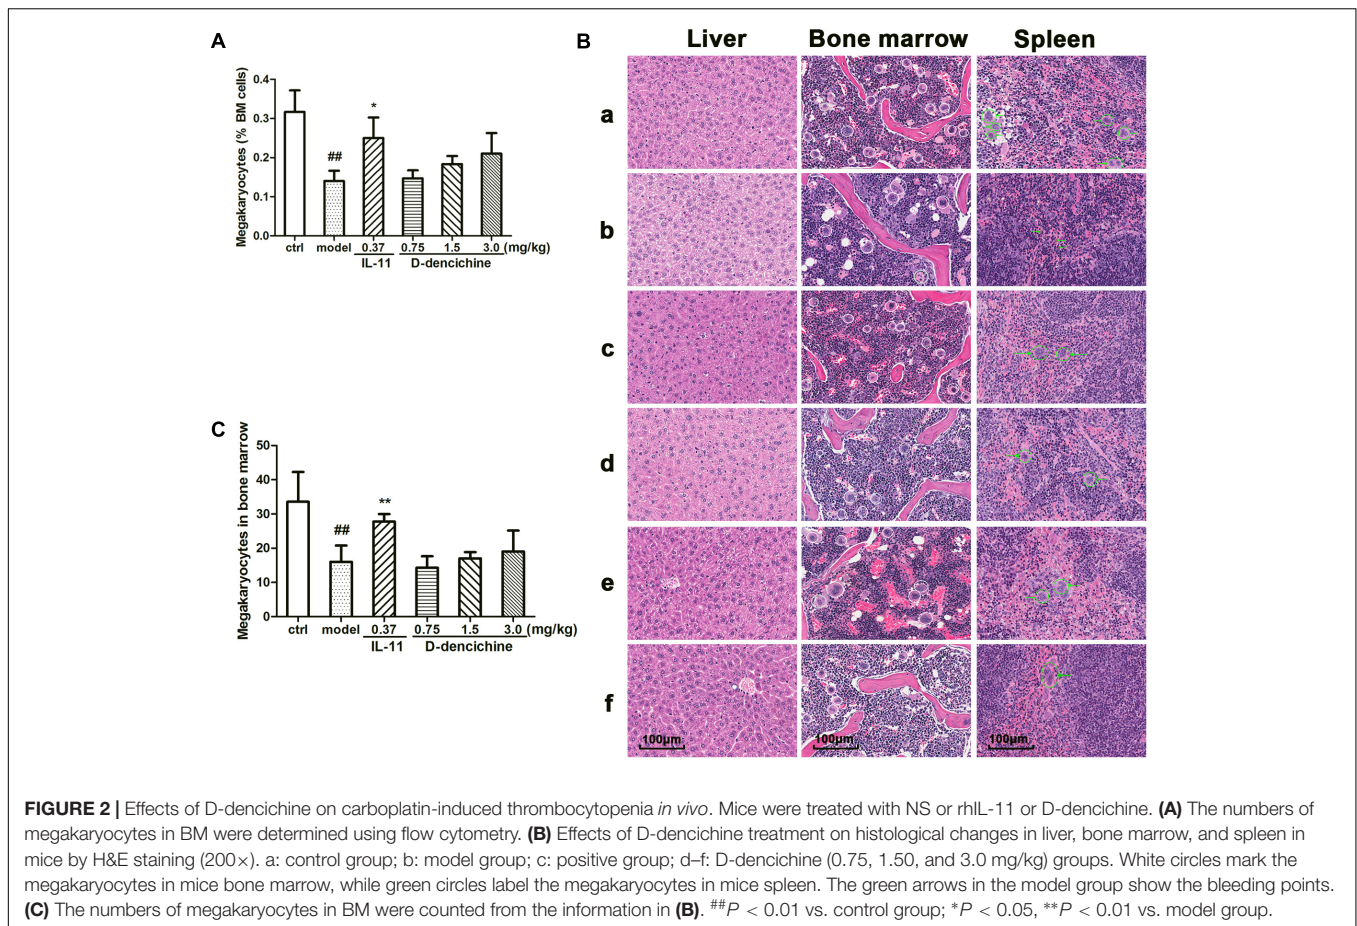 A
Megakaryocytes (% BM cells)
0.4
0.3
0.2
0.1
0.0
##
*
ctrl model 0.37 0.75 1.5 3.0 (mg/kg)
IL-11 D-dencichine
B
Liver Bone marrow Spleen
a
b
c
d
e
f
100μm 100μm 100μm
C
Megakaryocytes in bone marrow
50
40
30
20
10
0
##
**
ctrl model 0.37 0.75 1.5 3.0 (mg/kg)
IL-11 D-dencichine
FIGURE 2 | Effects of D-dencichine on carboplatin-induced thrombocytopenia in vivo. Mice were treated with NS or rhIL-11 or D-dencichine. (A) The numbers of
megakaryocytes in BM were determined using flow cytometry. (B) Effects of D-dencichine treatment on histological changes in liver, bone marrow, and spleen in
mice by H&E staining (200×). a: control group; b: model group; c: positive group; d–f: D-dencichine (0.75, 1.50, and 3.0 mg/kg) groups. White circles mark the
megakaryocytes in mice bone marrow, while green circles label the megakaryocytes in mice spleen. The green arrows in the model group show the bleeding points.
(C) The numbers of megakaryocytes in BM were counted from the information in (B). ##P < 0.01 vs. control group; *P < 0.05, **P < 0.01 vs. model group.